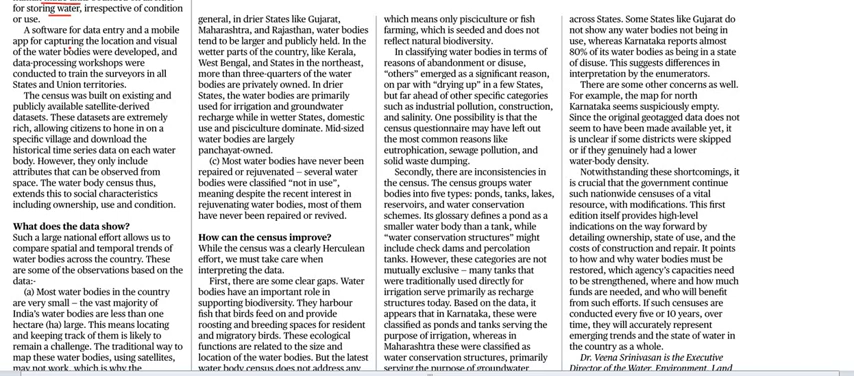 for storing water, irrespective of condition
or use.
A software for data entry and a mobile
app for capturing the location and visual
of the water bodies were developed, and
data-processing workshops were
conducted to train the surveyors in all
States and Union territories.
The census was built on existing and
publicly available satellite-derived
datasets. These datasets are extremely
rich, allowing citizens to hone in on a
specific village and download the
historical time series data on each water
body. However, they only include
attributes that can be observed from
space. The water body census thus,
extends this to social characteristics
including ownership, use and condition.
What does the data show?
Such a large national effort allows us to
compare spatial and temporal trends of
water bodies across the country. These
are some of the observations based on the
data:-
(a) Most water bodies in the country
are very small – the vast majority of
India's water bodies are less than one
hectare (ha) large. This means locating
and keeping track of them is likely to
remain a challenge. The traditional way to
map these water bodies, using satellites,
may not work, which is why the
general, in drier States like Gujarat,
Maharashtra, and Rajasthan, water bodies
tend to be larger and publicly held. In the
wetter parts of the country, like Kerala,
West Bengal, and States in the northeast,
more than three-quarters of the water
bodies are privately owned. In drier
States, the water bodies are primarily
used for irrigation and groundwater
recharge while in wetter States, domestic
use and pisciculture dominate. Mid-sized
water bodies are largely
panchayat-owned.
(c) Most water bodies have never been
repaired or rejuvenated – several water
bodies were classified “not in use”,
meaning despite the recent interest in
rejuvenating water bodies, most of them
have never been repaired or revived.
How can the census improve?
While the census was a clearly Herculean
effort, we must take care when
interpreting the data.
First, there are some clear gaps. Water
bodies have an important role in
supporting biodiversity. They harbour
fish that birds feed on and provide
roosting and breeding spaces for resident
and migratory birds. These ecological
functions are related to the size and
location of the water bodies. But the latest
water body census does not address any
which means only pisciculture or fish
farming, which is seeded and does not
reflect natural biodiversity.
In classifying water bodies in terms of
reasons of abandonment or disuse,
“others” emerged as a significant reason,
on par with “drying up” in a few States,
but far ahead of other specific categories
such as industrial pollution, construction,
and salinity. One possibility is that the
census questionnaire may have left out
the most common reasons like
eutrophication, sewage pollution, and
solid waste dumping.
Secondly, there are inconsistencies in
the census. The census groups water
bodies into five types: ponds, tanks, lakes,
reservoirs, and water conservation
schemes. Its glossary defines a pond as a
smaller water body than a tank, while
“water conservation structures” might
include check dams and percolation
tanks. However, these categories are not
mutually exclusive – many tanks that
were traditionally used directly for
irrigation serve primarily as recharge
structures today. Based on the data, it
appears that in Karnataka, these were
classified as ponds and tanks serving the
purpose of irrigation, whereas in
Maharashtra these were classified as
water conservation structures, primarily
serving the purpose of groundwater
across States. Some States like Gujarat do
not show any water bodies not being in
use, whereas Karnataka reports almost
80% of its water bodies as being in a state
of disuse. This suggests differences in
interpretation by the enumerators.
There are some other concerns as well.
For example, the map for north
Karnataka seems suspiciously empty.
Since the original geotagged data does not
seem to have been made available yet, it
is unclear if some districts were skipped
or if they genuinely had a lower
water-body density.
Notwithstanding these shortcomings, it
is crucial that the government continue
such nationwide censuses of a vital
resource, with modifications. This first
edition itself provides high-level
indications on the way forward by
detailing ownership, state of use, and the
costs of construction and repair. It points
to how and why water bodies must be
restored, which agency's capacities need
to be strengthened, where and how much
funds are needed, and who will benefit
from such efforts. If such censuses are
conducted every five or 10 years, over
time, they will accurately represent
emerging trends and the state of water in
the country as a whole.
Dr. Veena Srinivasan is the Executive
Director of the Water, Environment, Land